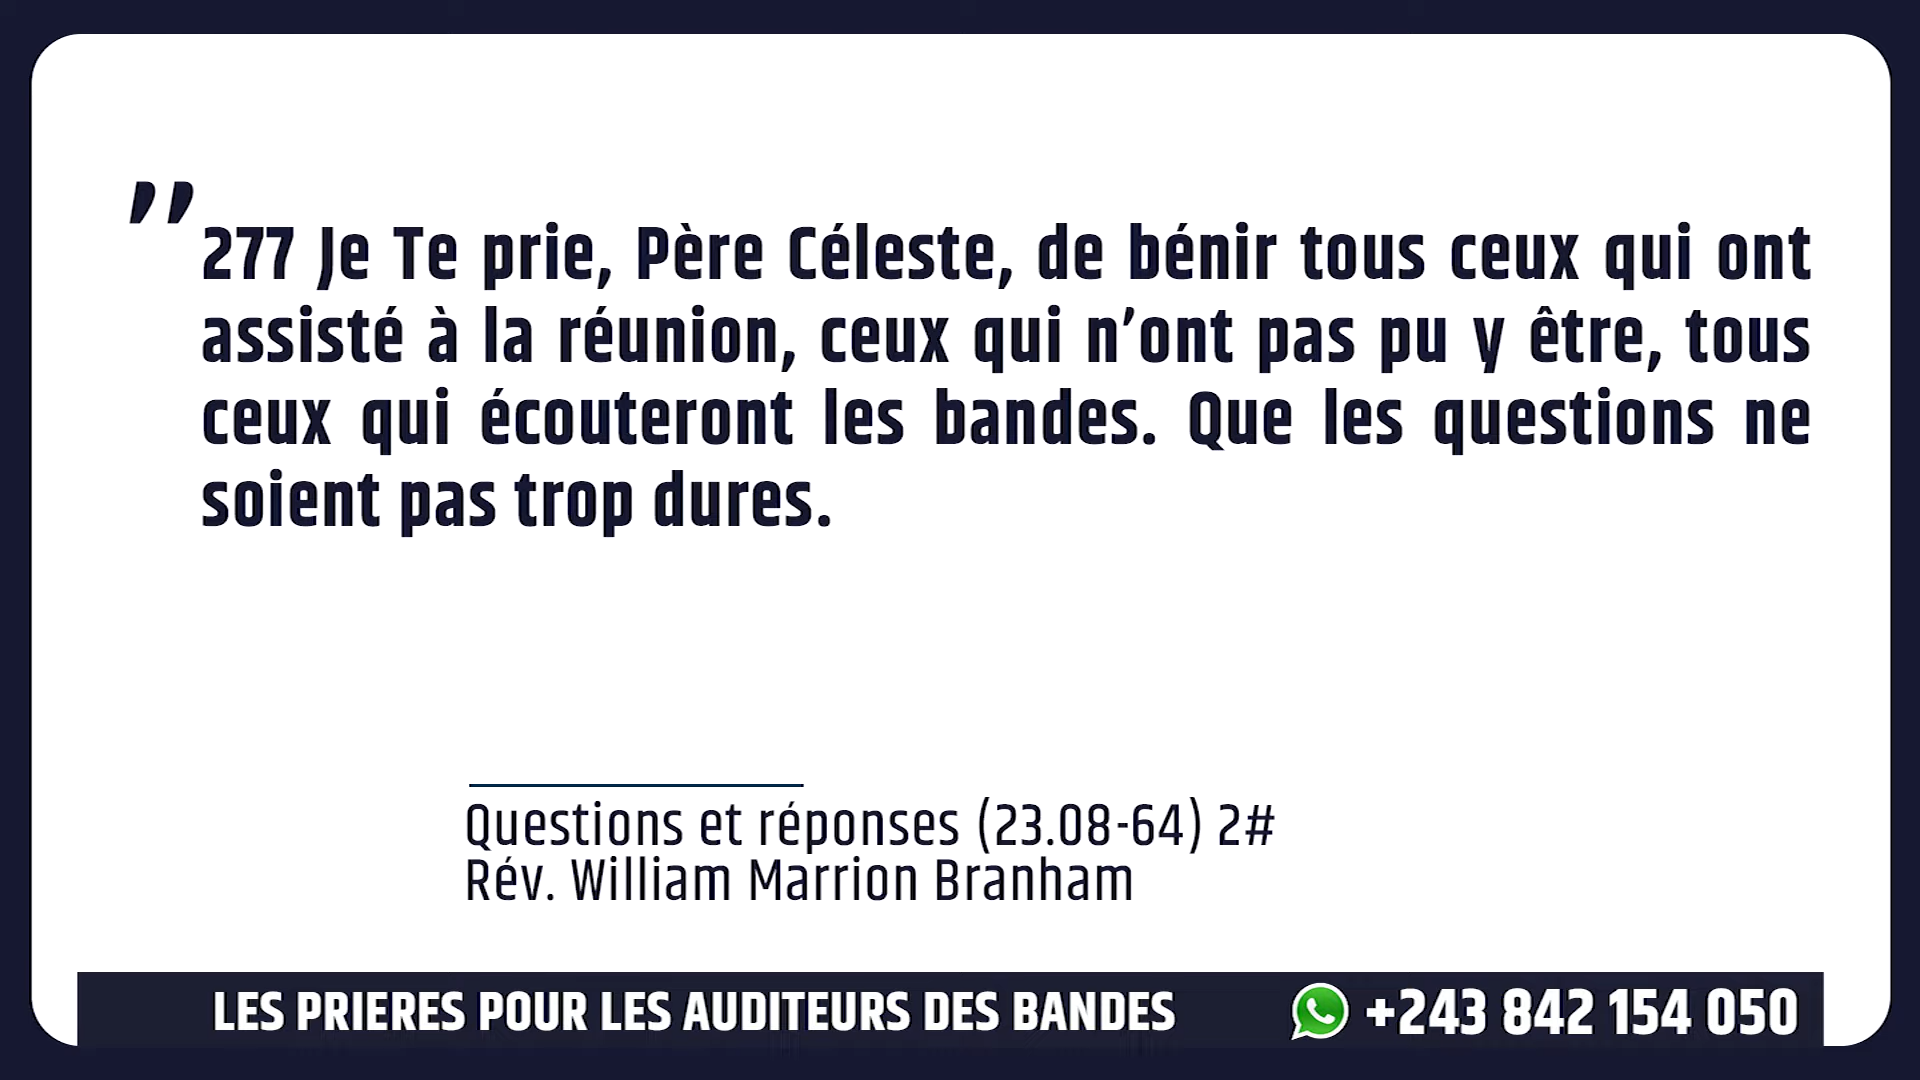 ” 277 Je Te prie, Père Céleste, de bénir tous ceux qui ont
assisté à la réunion, ceux qui n’ont pas pu y être, tous
ceux qui écouteront les bandes. Que les questions ne
soient pas trop dures.
Questions et réponses (23.08-64) 2#
Rév. William Marrion Branham
LES PRIERES POUR LES AUDITEURS DES BANDES
+243 842 154 050